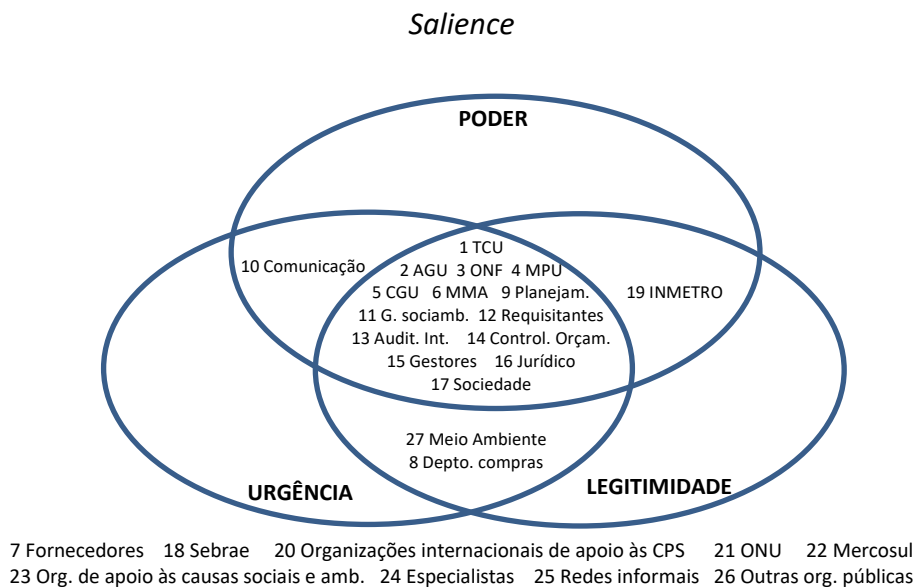 Salience
PODER
1 TCU
10 Comunicação
2 AGU 3 ONF 4 MPU
5 CGU 6 MMA 9 Planejam.
19 INMETRO
11 G. sociamb. 12 Requisitantes
13 Audit. Int. 14 Control. Orçam.
15 Gestores 16 Jurídico
17 Sociedade
27 Meio Ambiente
8 Depto. compras
URGÊNCIA
LEGITIMIDADE
7 Fornecedores 18 Sebrae 20 Organizações internacionais de apoio às CPS 21 ONU 22 Mercosul
23 Org. de apoio às causas sociais e amb. 24 Especialistas 25 Redes informais 26 Outras org. públicas